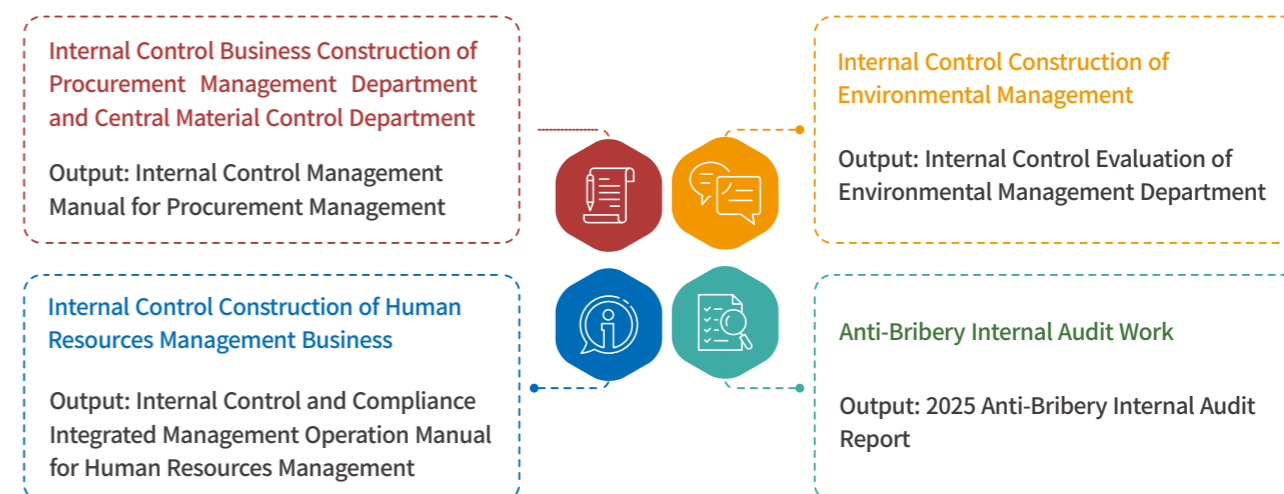 Internal Control Business Construction of
Procurement Management Department
and Central Material Control Department
Output: Internal Control Management
Manual for Procurement Management
Internal Control Construction of
Environmental Management
Output: Internal Control Evaluation of
Environmental Management Department
Internal Control Construction of Human
Resources Management Business
Output: Internal Control and Compliance
Integrated Management Operation Manual
for Human Resources Management
Anti-Bribery Internal Audit Work
Output: 2025 Anti-Bribery Internal Audit
Report